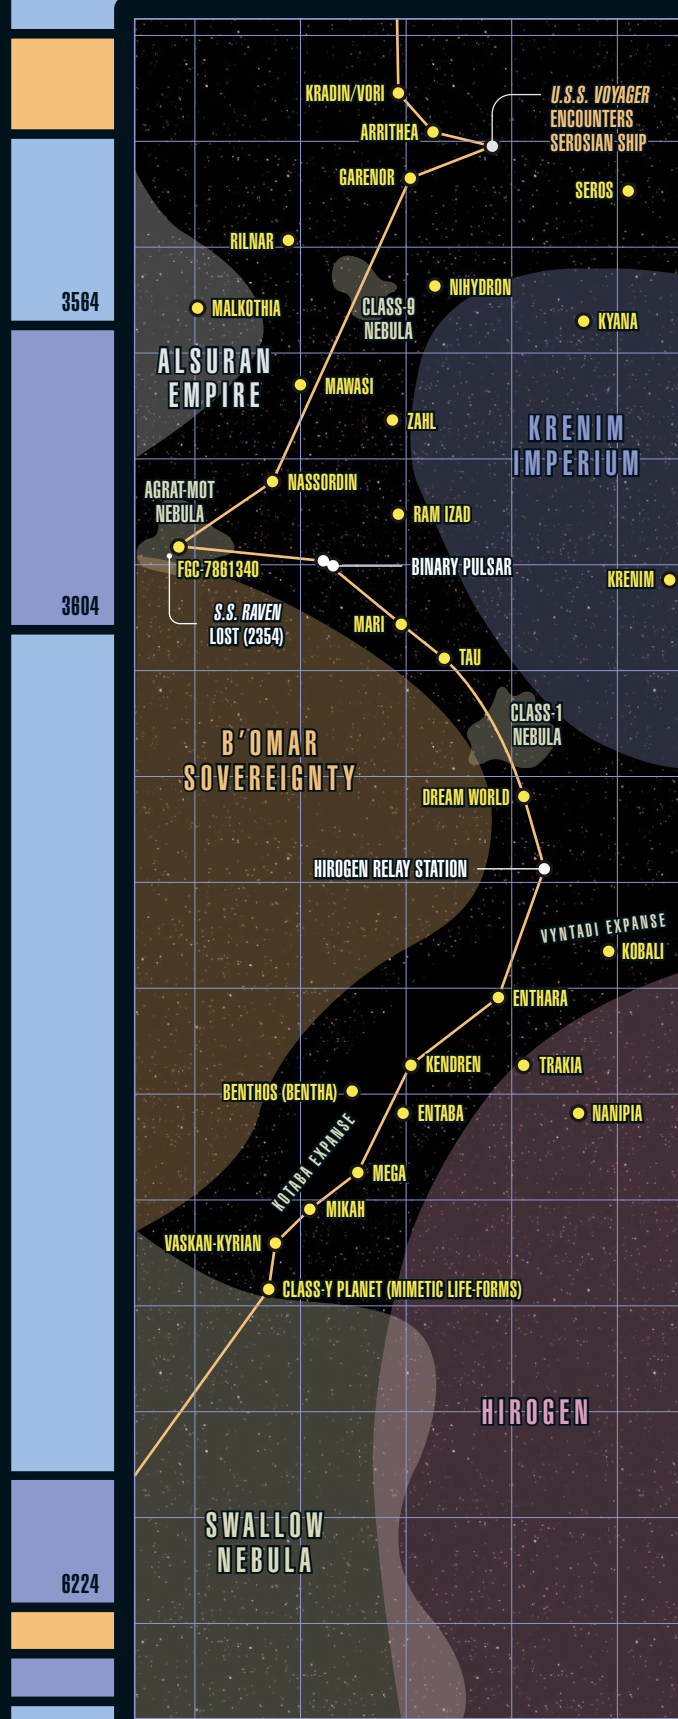 KRADIN/VORI
U.S.S. VOYAGER
ENCOUNTERS
SEROSIAN SHIP
ARRITHEA
GARENOR
SEROS
RILNAR
NIHYDRON
3564
MALKOTHIA
CLASS-9
NEBULA
KYANA
ALSURAN
EMPIRE
MAWASI
ZAHL
KRENIM
IMPERIUM
NASSORDIN
AGRAT-MOT
NEBULA
RAM IZAD
FGC-7861340
BINARY PULSAR
KRENIM
3604
S.S. RAVEN
LOST (2354)
MARI
TAU
CLASS-1
NEBULA
B'OMAR
SOVEREIGNTY
DREAM WORLD
HIROGEN RELAY STATION
VYNTADI EXPANSE
KOBALI
ENTHARA
KENDREN
TRAKIA
BENTHOS (BENTHA)
ENTABA
NANIPIA
KOTABA EXPANSE
MEGA
MIKAH
VASKAN-KYRIAN
CLASS-Y PLANET (MIMETIC LIFE-FORMS)
HIROGEN
SWALLOW
NEBULA
6224